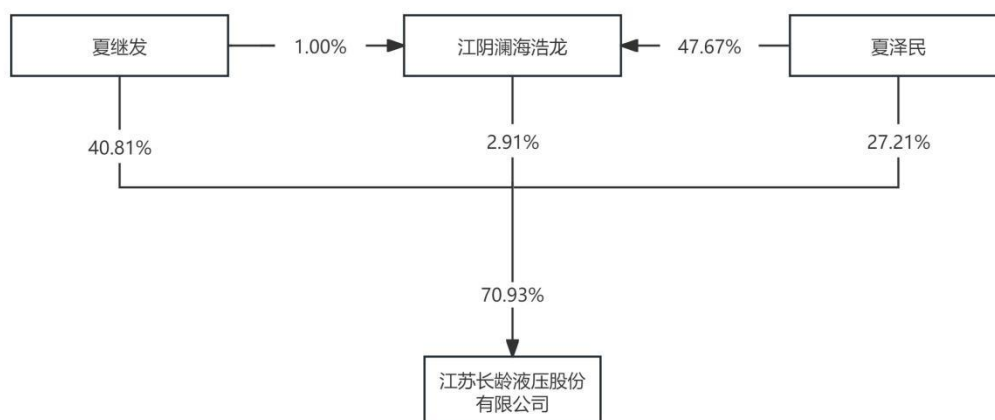 夏继发
1.00%
江阴澜海浩龙
47.67%
夏泽民
40.81%
2.91%
27.21%
70.93%
江苏长龄液压股份
有限公司